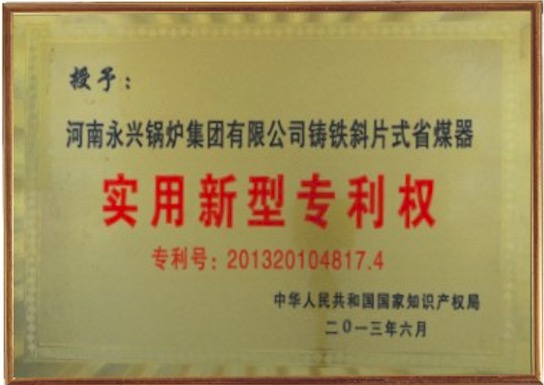 授予：
河南永兴锅炉集团有限公司铸铁斜片式省煤器
实用新型专利权
专利号：201320104817.4
中华人民共和国国家知识产权局
二0一三年六月